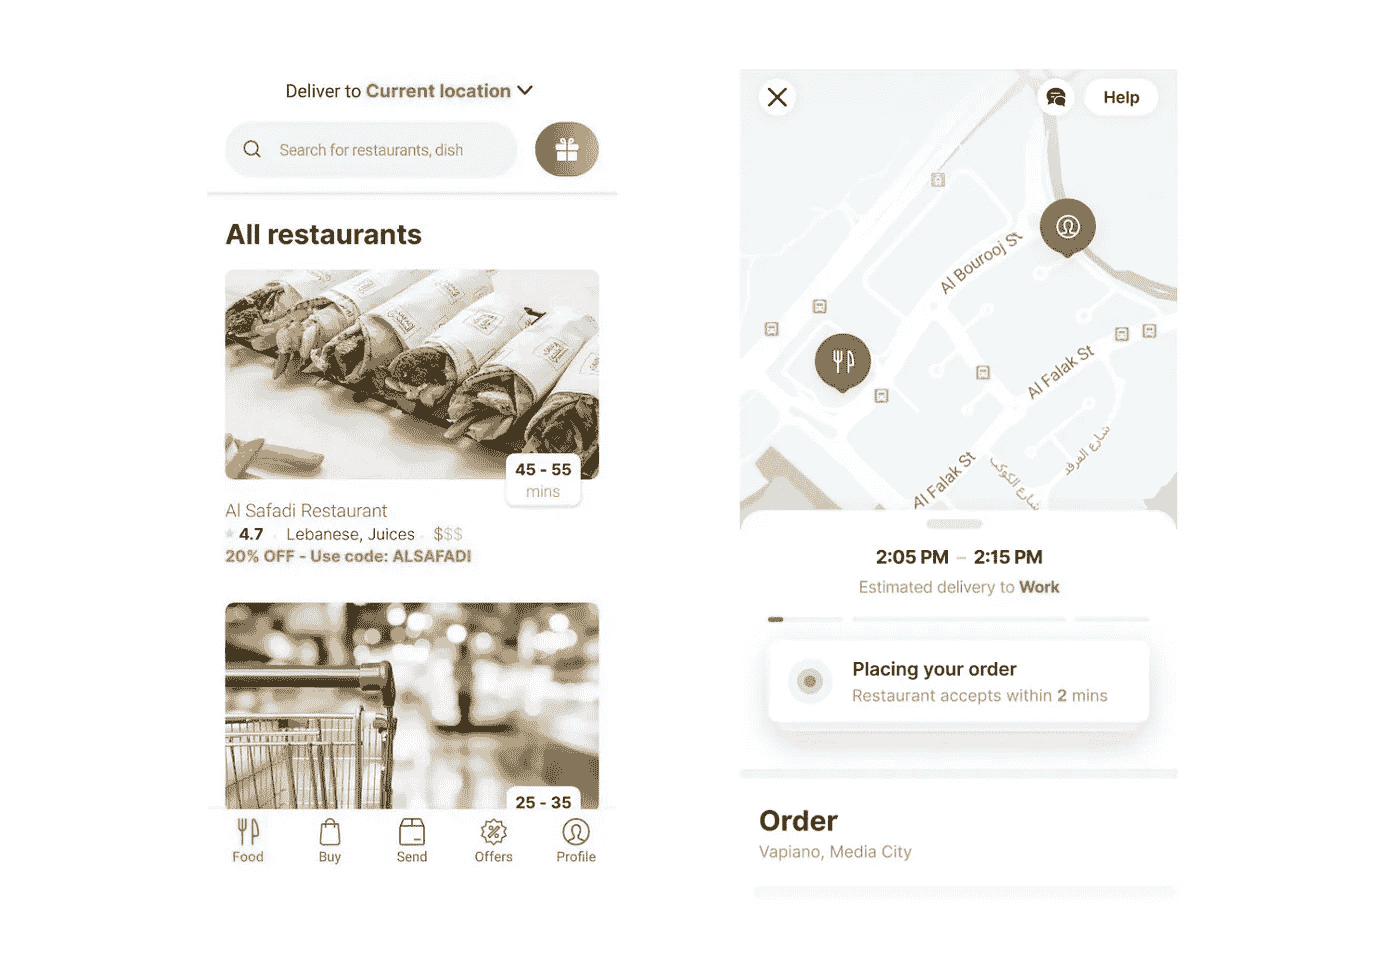 Deliver to Current location
Search for restaurants, dish
All restaurants
45 - 55
mins
Al Safadi Restaurant
4.7 Lebanese, Juices $$$
20% OFF - Use code: ALSAFADI
25 - 35
Food
Buy
Send
Offers
Profile
Help
Al Bourooj St
Al Falak St
Al Falak St
شارع الفرقد
شارع الكوكب
2:05 PM – 2:15 PM
Estimated delivery to Work
Placing your order
Restaurant accepts within 2 mins
Order
Vapiano, Media City